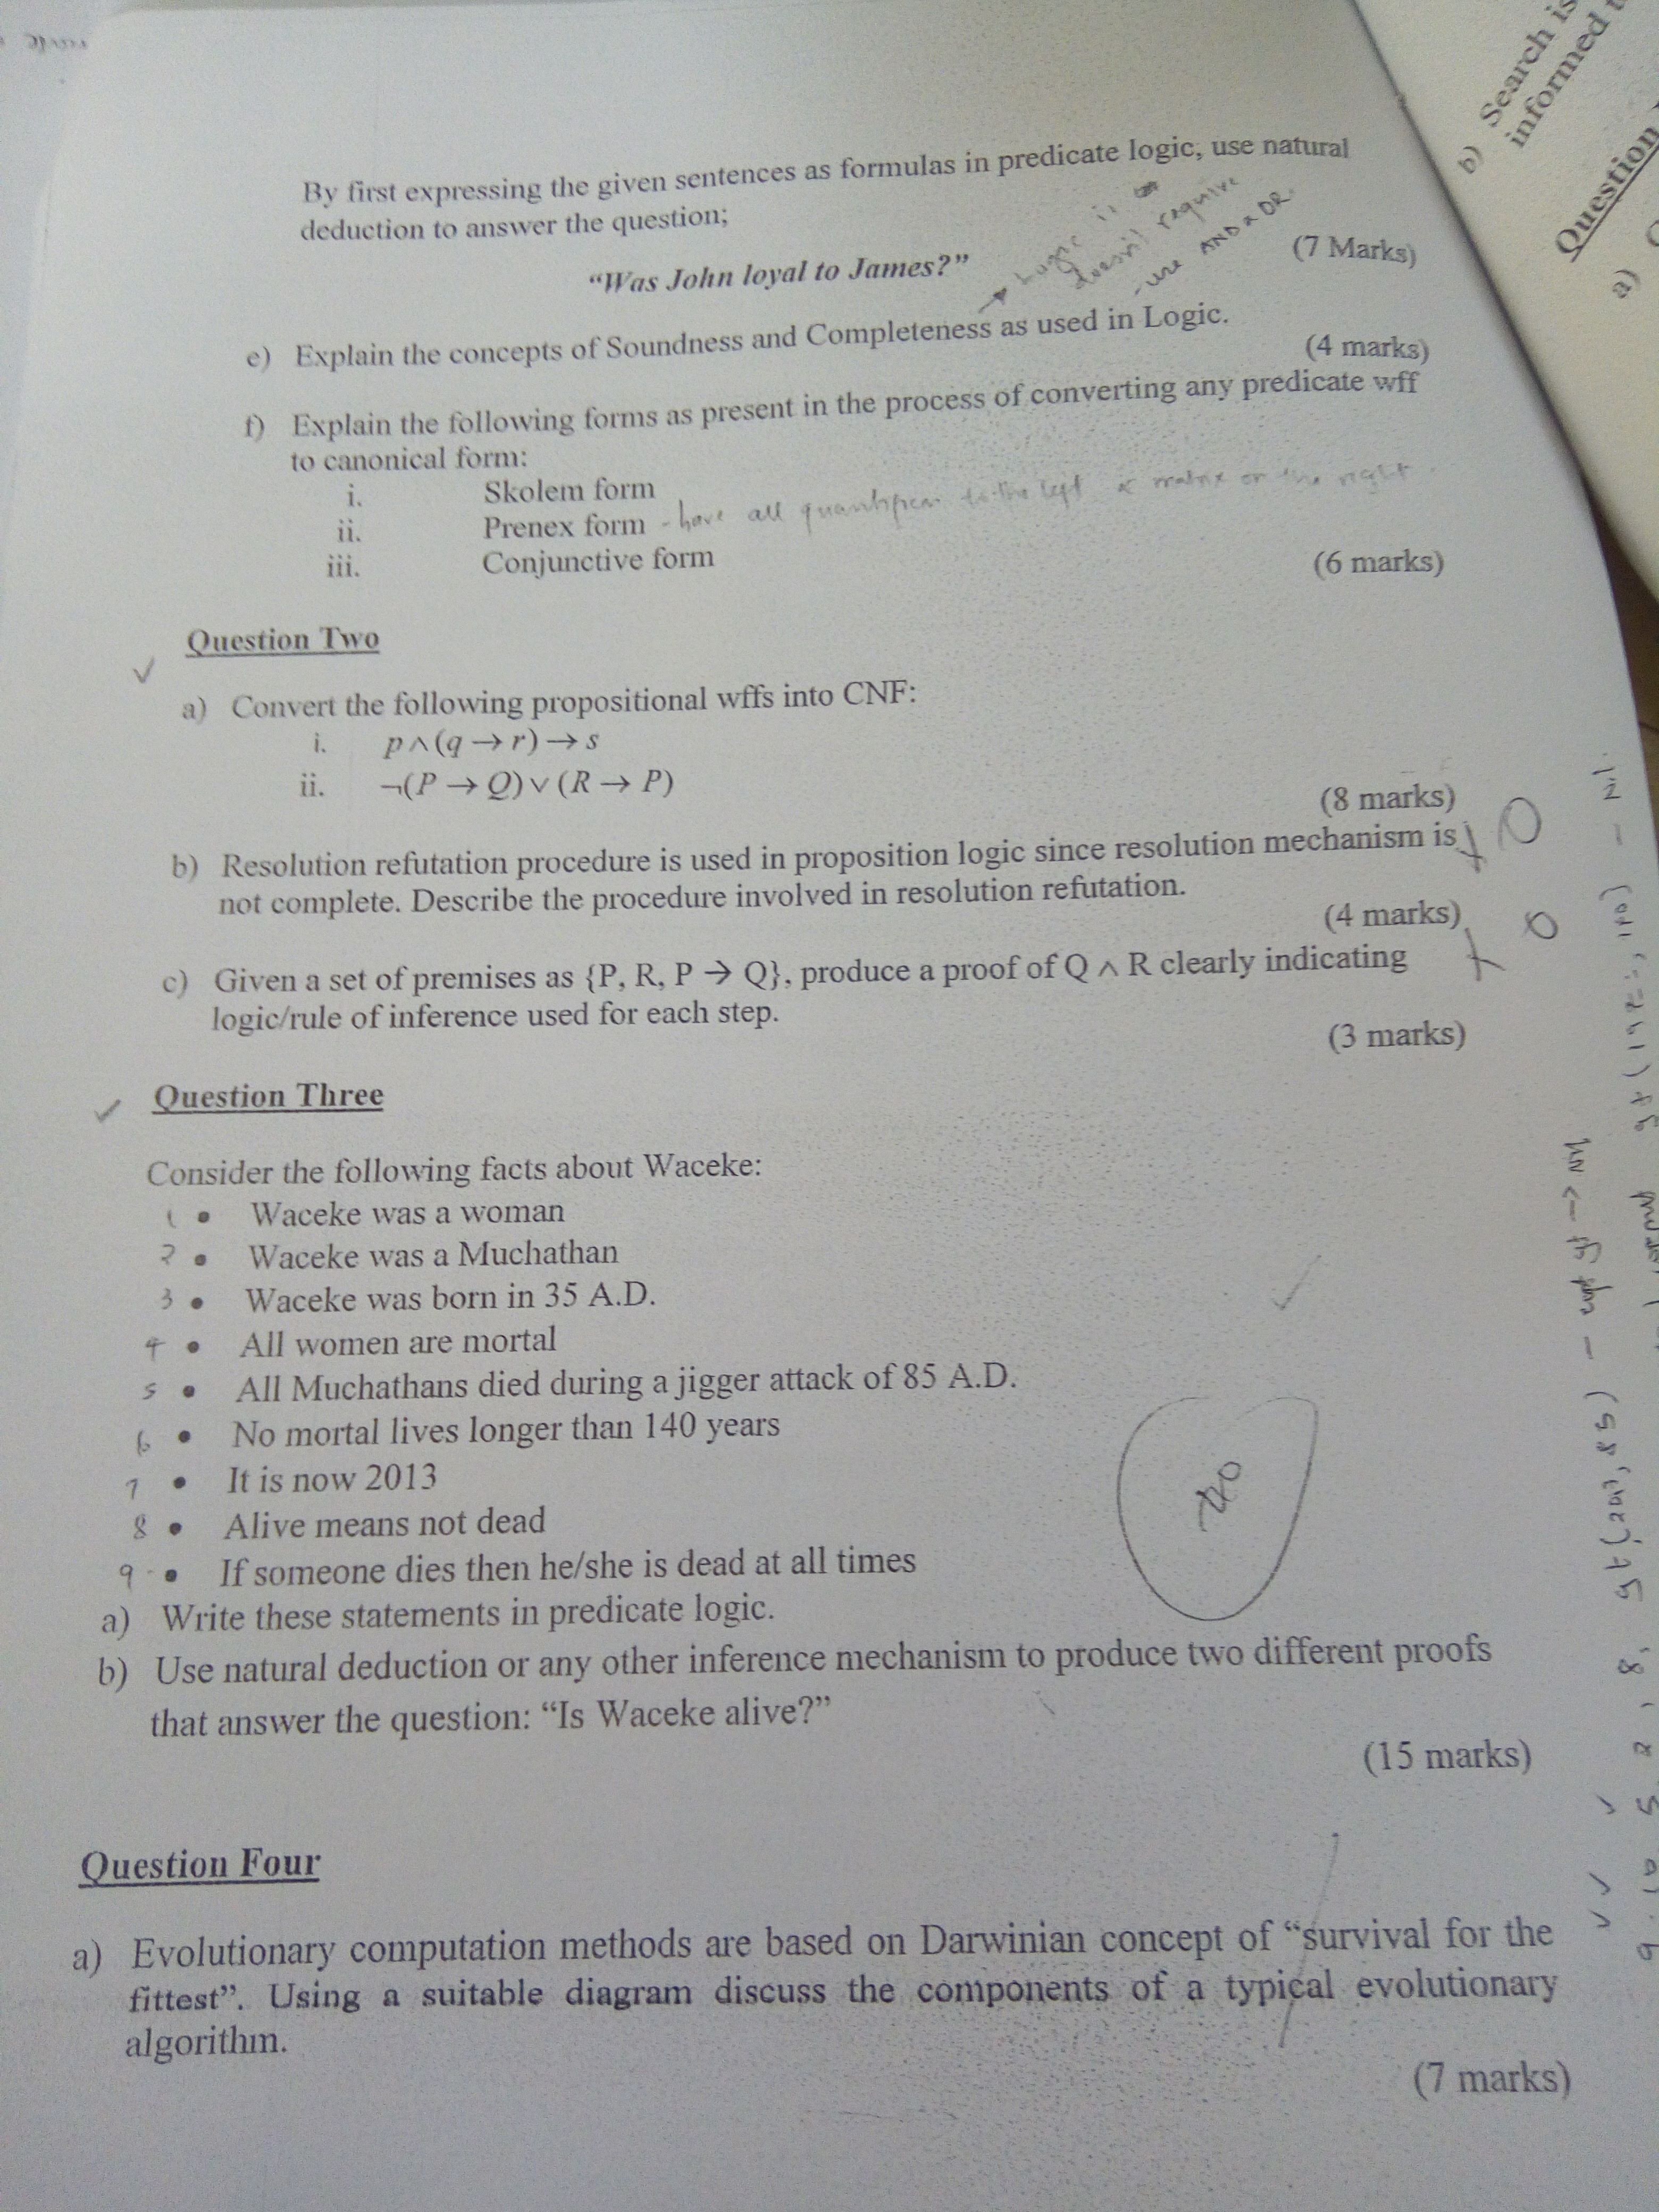 By first expressing the given sentences as formulas in predicate logic, use natural
deduction to answer the question;
"Was John loyal to James?"
(7 Marks)
Logic is
doesn't require
- use AND & OR
e) Explain the concepts of Soundness and Completeness as used in Logic.
(4 marks)
f) Explain the following forms as present in the process of converting any predicate wff
to canonical form:
i. Skolem form
ii. Prenex form - have all quantifiers to the left & matrix on the right.
iii. Conjunctive form
(6 marks)
Question Two
a) Convert the following propositional wffs into CNF:
i. p∧(q→r)→s
ii. ¬(P → Q)∨(R → P)
(8 marks)
b) Resolution refutation procedure is used in proposition logic since resolution mechanism is
not complete. Describe the procedure involved in resolution refutation.
(4 marks)
c) Given a set of premises as {P, R, P → Q}, produce a proof of Q ∧ R clearly indicating
logic/rule of inference used for each step.
(3 marks)
Question Three
Consider the following facts about Waceke:
1 • Waceke was a woman
2 • Waceke was a Muchathan
3 • Waceke was born in 35 A.D.
4 • All women are mortal
5 • All Muchathans died during a jigger attack of 85 A.D.
6 • No mortal lives longer than 140 years
7 • It is now 2013
8 • Alive means not dead
9 • If someone dies then he/she is dead at all times
a) Write these statements in predicate logic.
b) Use natural deduction or any other inference mechanism to produce two different proofs
that answer the question: "Is Waceke alive?"
(15 marks)
Question Four
a) Evolutionary computation methods are based on Darwinian concept of "survival for the
fittest". Using a suitable diagram discuss the components of a typical evolutionary
algorithm.
(7 marks)
b) Search is
informed
Question
a)